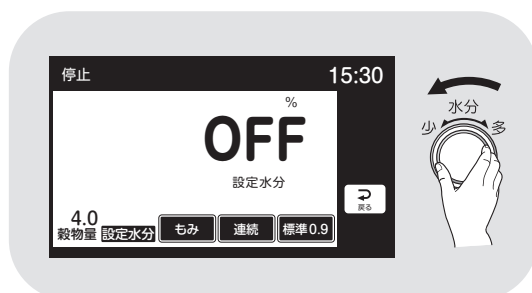 停止 15:30
%
OFF
設定水分
戻る
4.0
穀物量 設定水分 もみ 連続 標準0.9
水分
少 多